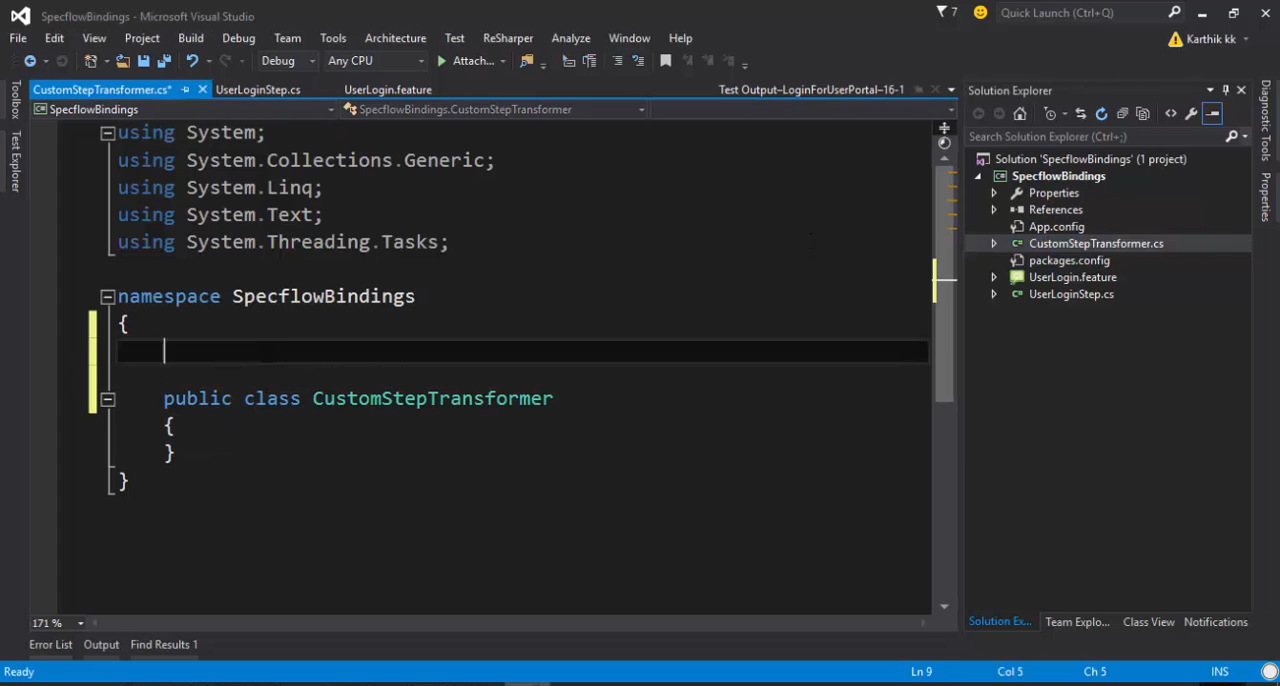 SpecflowBindings - Microsoft Visual Studio
7
Quick Launch (Ctrl+Q)
File Edit View Project Build Debug Team Tools Architecture Test ReSharper Analyze Window Help
Karthik kk
Debug Any CPU Attach...
CustomStepTransformer.cs* UserLoginStep.cs UserLogin.feature Test Output–LoginForUserPortal–16-1
SpecflowBindings SpecflowBindings.CustomStepTransformer
Toolbox
Test Explorer
using System;
using System.Collections.Generic;
using System.Linq;
using System.Text;
using System.Threading.Tasks;
namespace SpecflowBindings
{
public class CustomStepTransformer
{
}
}
171 %
Solution Explorer
Search Solution Explorer (Ctrl+;)
Solution 'SpecflowBindings' (1 project)
SpecflowBindings
Properties
References
App.config
CustomStepTransformer.cs
packages.config
UserLogin.feature
UserLoginStep.cs
Solution Ex... Team Explo... Class View Notifications
Diagnostic Tools
Properties
Error List Output Find Results 1
Ready Ln 9 Col 5 Ch 5 INS